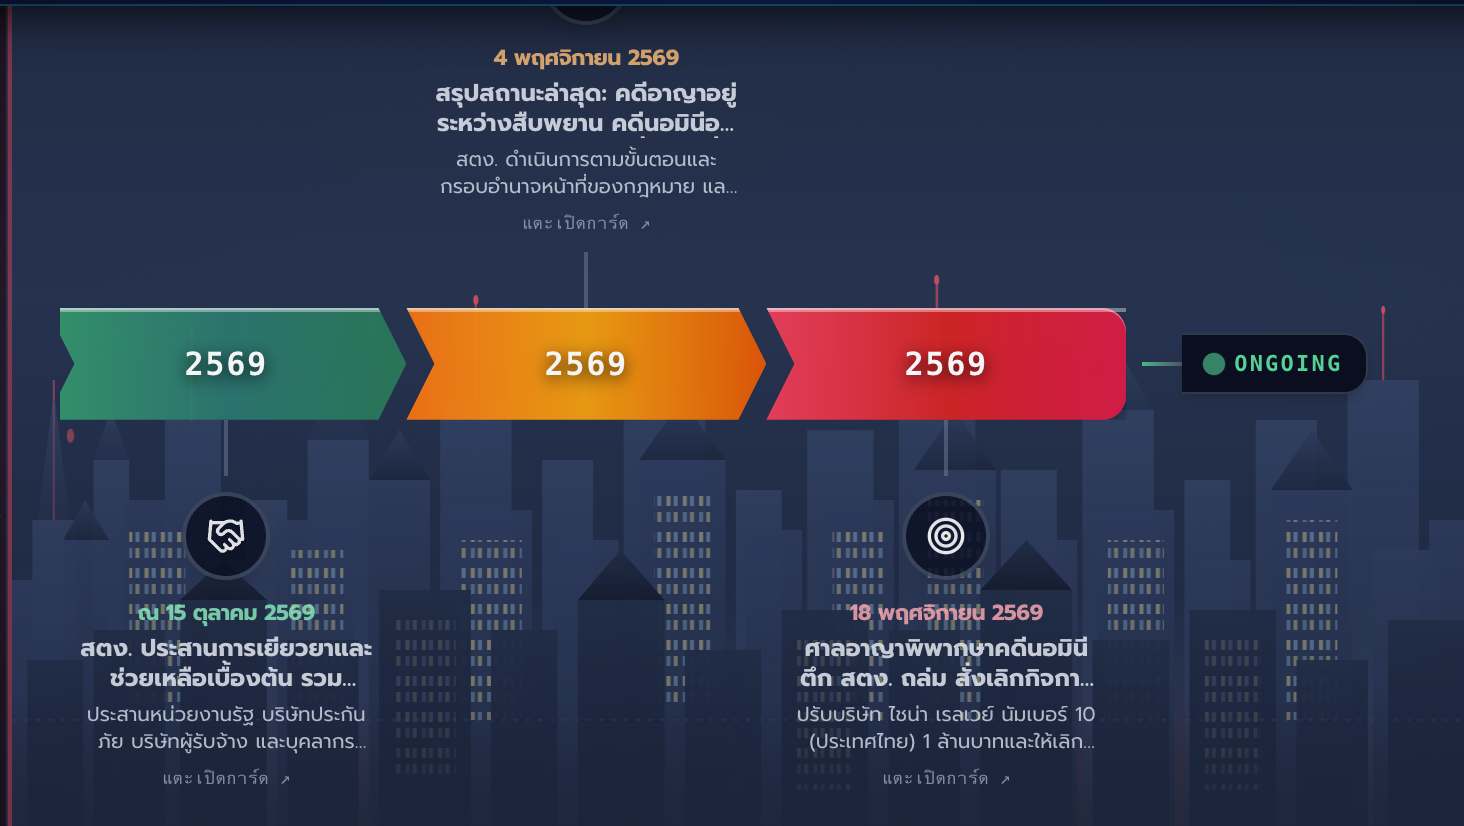 4 พฤศจิกายน 2569
สรุปสถานะล่าสุด: คดีอาญาอยู่
ระหว่างสืบพยาน คดีนอมินีอ...
สตง. ดำเนินการตามขั้นตอนและ
กรอบอำนาจหน้าที่ของกฎหมาย แล...
แตะเปิดการ์ด ↗
2569
2569
2569
ONGOING
ณ 15 ตุลาคม 2569
สตง. ประสานการเยียวยาและ
ช่วยเหลือเบื้องต้น รวม...
ประสานหน่วยงานรัฐ บริษัทประกัน
ภัย บริษัทผู้รับจ้าง และบุคลากร...
แตะเปิดการ์ด ↗
18 พฤศจิกายน 2569
ศาลอาญาพิพากษาคดีนอมินี
ตึก สตง. ถล่ม สั่งเลิกกิจกา...
ปรับบริษัท ไชน่า เรลเวย์ นัมเบอร์ 10
(ประเทศไทย) 1 ล้านบาทและให้เลิก...
แตะเปิดการ์ด ↗